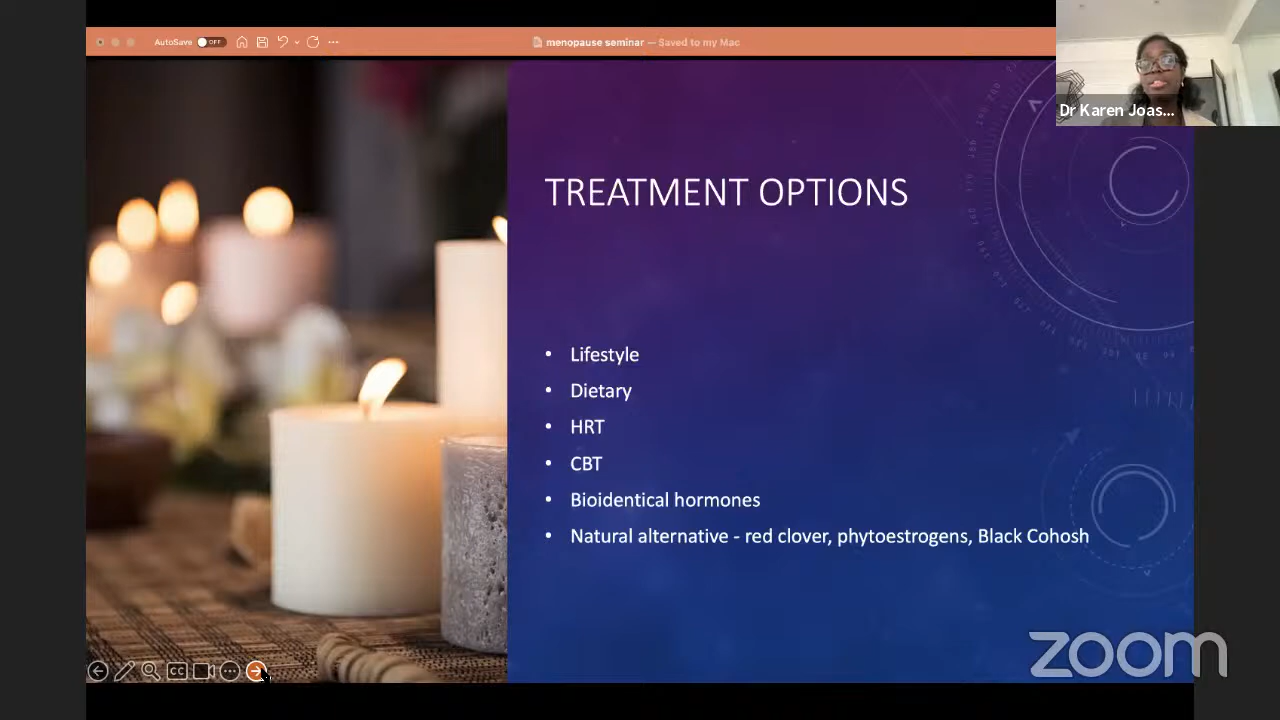 AutoSave OFF
menopause seminar — Saved to my Mac
Dr Karen Joas...
TREATMENT OPTIONS
• Lifestyle
• Dietary
• HRT
• CBT
• Bioidentical hormones
• Natural alternative - red clover, phytoestrogens, Black Cohosh
CC
zoom